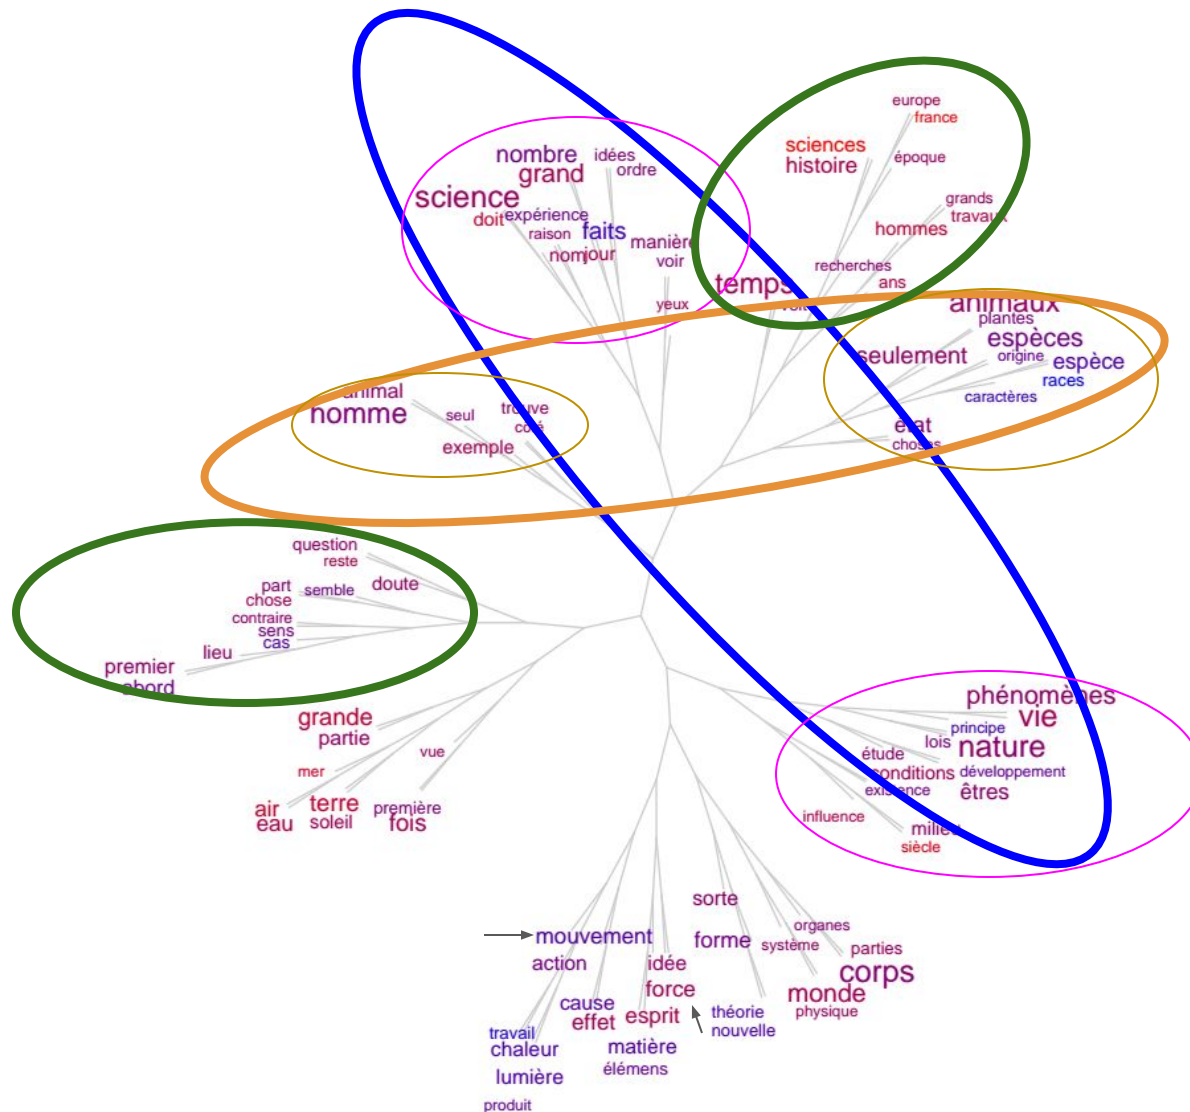 europe
france
sciences
histoire
époque
grands
travaux
hommes
recherches
ans
temps
voit
nombre
idées
grand
ordre
science
doit
expérience
raison
faits
manière
nom
jour
voir
yeux
animaux
plantes
espèces
seulement
origine
espèce
races
caractères
état
choses
animal
homme
seul
trouve
côté
exemple
question
reste
part
semble
doute
chose
contraire
sens
cas
lieu
premier
abord
grande
partie
vue
mer
air
terre
première
eau
soleil
fois
phénomènes
vie
principe
lois
nature
étude
conditions
développement
existence
êtres
influence
milieu
siècle
sorte
organes
mouvement
forme
système
parties
action
idée
corps
force
monde
cause
théorie
physique
effet
esprit
nouvelle
travail
chaleur
matière
élémens
lumière
produit